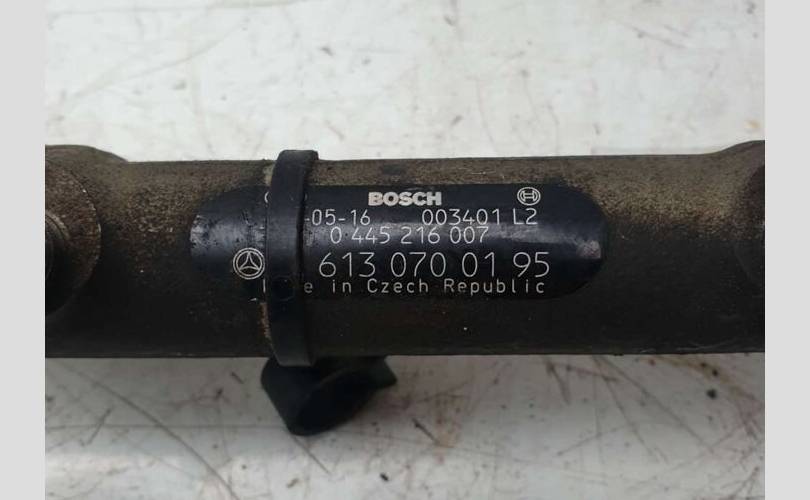 BOSCH
-05-16 003401 L2
0 445 216 007
613 070 01 95
in Czech Republic